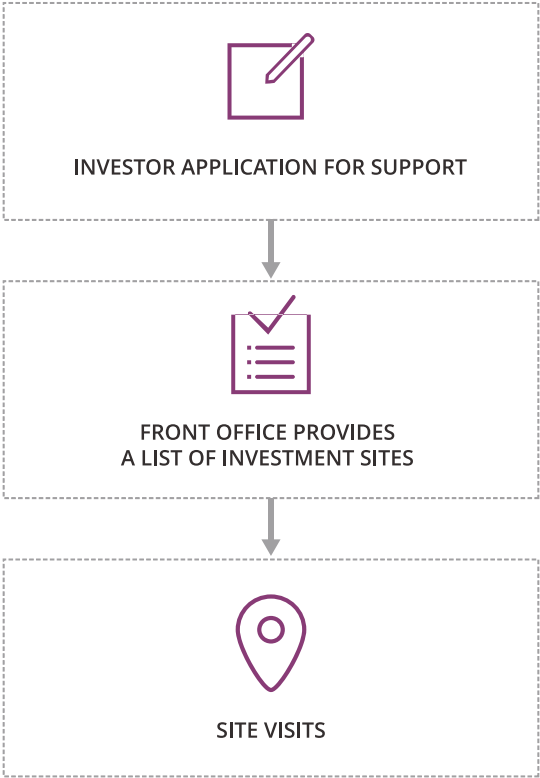 INVESTOR APPLICATION FOR SUPPORT
FRONT OFFICE PROVIDES
A LIST OF INVESTMENT SITES
SITE VISITS